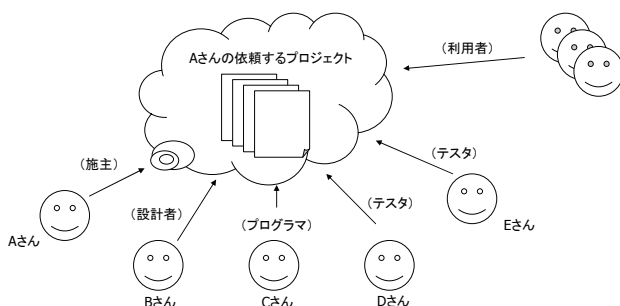 Aさんの依頼するプロジェクト
（利用者）
（施主）
（設計者）
（プログラマ）
（テスタ）
（テスタ）
Aさん
Bさん
Cさん
Dさん
Eさん